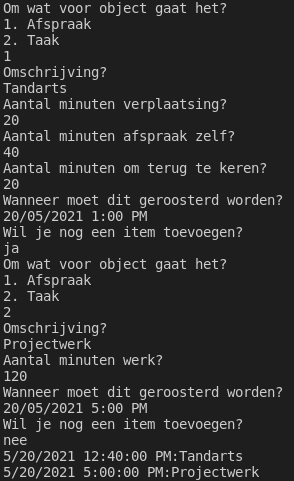 Om wat voor object gaat het?
1. Afspraak
2. Taak
1
Omschrijving?
Tandarts
Aantal minuten verplaatsing?
20
Aantal minuten afspraak zelf?
40
Aantal minuten om terug te keren?
20
Wanneer moet dit geroosterd worden?
20/05/2021 1:00 PM
Wil je nog een item toevoegen?
ja
Om wat voor object gaat het?
1. Afspraak
2. Taak
2
Omschrijving?
Projectwerk
Aantal minuten werk?
120
Wanneer moet dit geroosterd worden?
20/05/2021 5:00 PM
Wil je nog een item toevoegen?
nee
5/20/2021 12:40:00 PM:Tandarts
5/20/2021 5:00:00 PM:Projectwerk